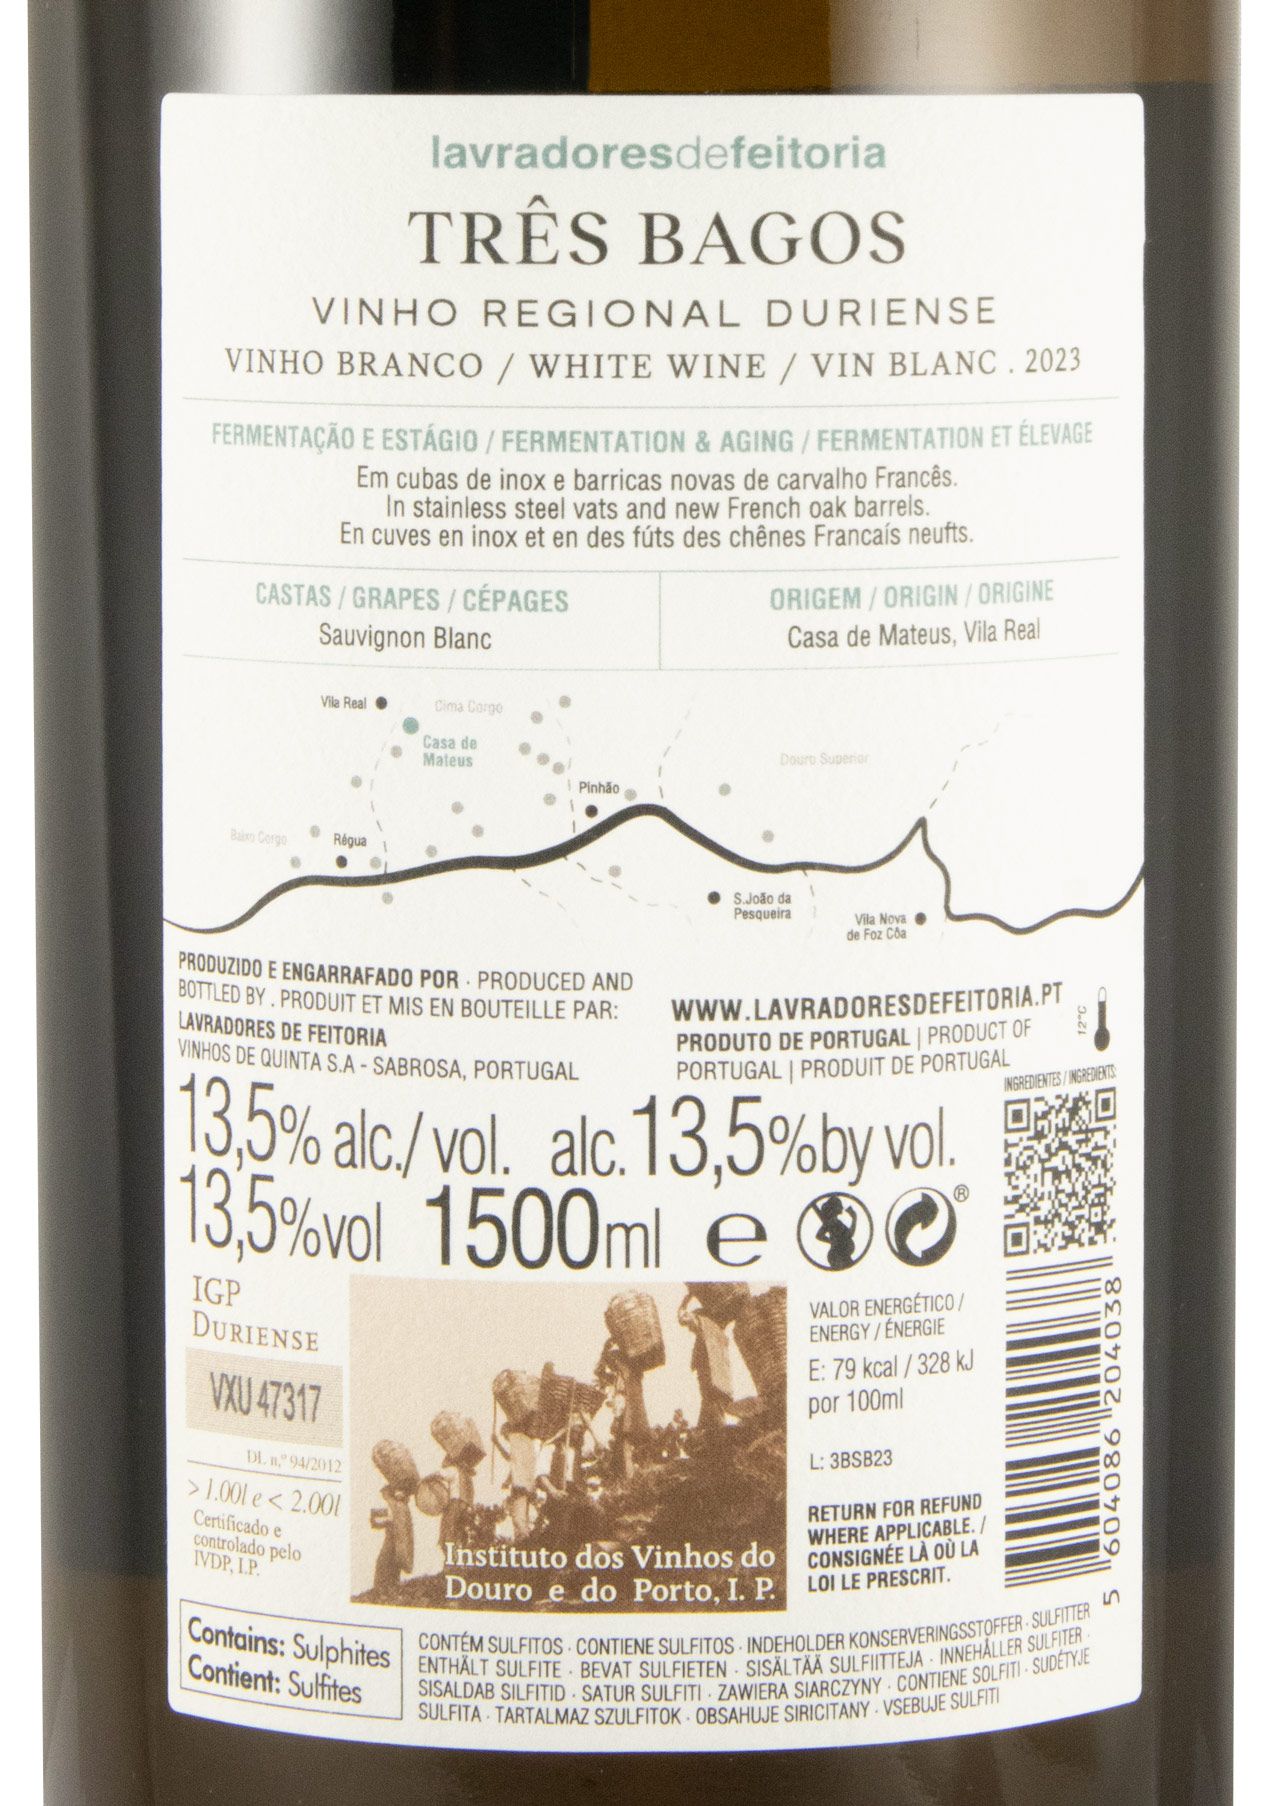 lavradoresdefeitoria
TRÊS BAGOS
VINHO REGIONAL DURIENSE
VINHO BRANCO / WHITE WINE / VIN BLANC . 2023
FERMENTAÇÃO E ESTÁGIO / FERMENTATION & AGING / FERMENTATION ET ÉLEVAGE
Em cubas de inox e barricas novas de carvalho Francês.
In stainless steel vats and new French oak barrels.
En cuves en inox et en des fúts des chênes Francaís neufts.
CASTAS / GRAPES / CÉPAGES
Sauvignon Blanc
ORIGEM / ORIGIN / ORIGINE
Casa de Mateus, Vila Real
Vila Real
Cima Corgo
Casa de
Mateus
Douro Superior
Pinhão
Baixo Corgo
Régua
S.João da
Pesqueira
Vila Nova
de Foz Côa
PRODUZIDO E ENGARRAFADO POR · PRODUCED AND
BOTTLED BY . PRODUIT ET MIS EN BOUTEILLE PAR:
LAVRADORES DE FEITORIA
VINHOS DE QUINTA S.A - SABROSA, PORTUGAL
WWW.LAVRADORESDEFEITORIA.PT
PRODUTO DE PORTUGAL | PRODUCT OF
PORTUGAL | PRODUIT DE PORTUGAL
12°C
INGREDIENTES / INGREDIENTS:
13,5% alc./ vol. alc. 13,5%by vol.
13,5%vol 1500ml e ®
IGP
DURIENSE
VXU 47317
DL n.º 94/2012
> 1.00l e < 2.00l
Certificado e
controlado pelo
IVDP, I.P.
Instituto dos Vinhos do
Douro e do Porto, I. P.
VALOR ENERGÉTICO /
ENERGY / ÉNERGIE
E: 79 kcal / 328 kJ
por 100ml
L: 3BSB23
RETURN FOR REFUND
WHERE APPLICABLE. /
CONSIGNÉE LÀ OÙ LA
LOI LE PRESCRIT.
5 604086 204038
Contains: Sulphites
Contient: Sulfites
CONTÉM SULFITOS · CONTIENE SULFITOS · INDEHOLDER KONSERVERINGSSTOFFER · SULFITTER
ENTHÄLT SULFITE · BEVAT SULFIETEN · SISÄLTÄÄ SULFIITTEJA · INNEHÅLLER SULFITER ·
SISALDAB SILFITID · SATUR SULFITI · ZAWIERA SIARCZYNY · CONTIENE SOLFITI · SUDĖTYJE
SULFITA · TARTALMAZ SZULFITOK · OBSAHUJE SIRICITANY · VSEBUJE SULFITI